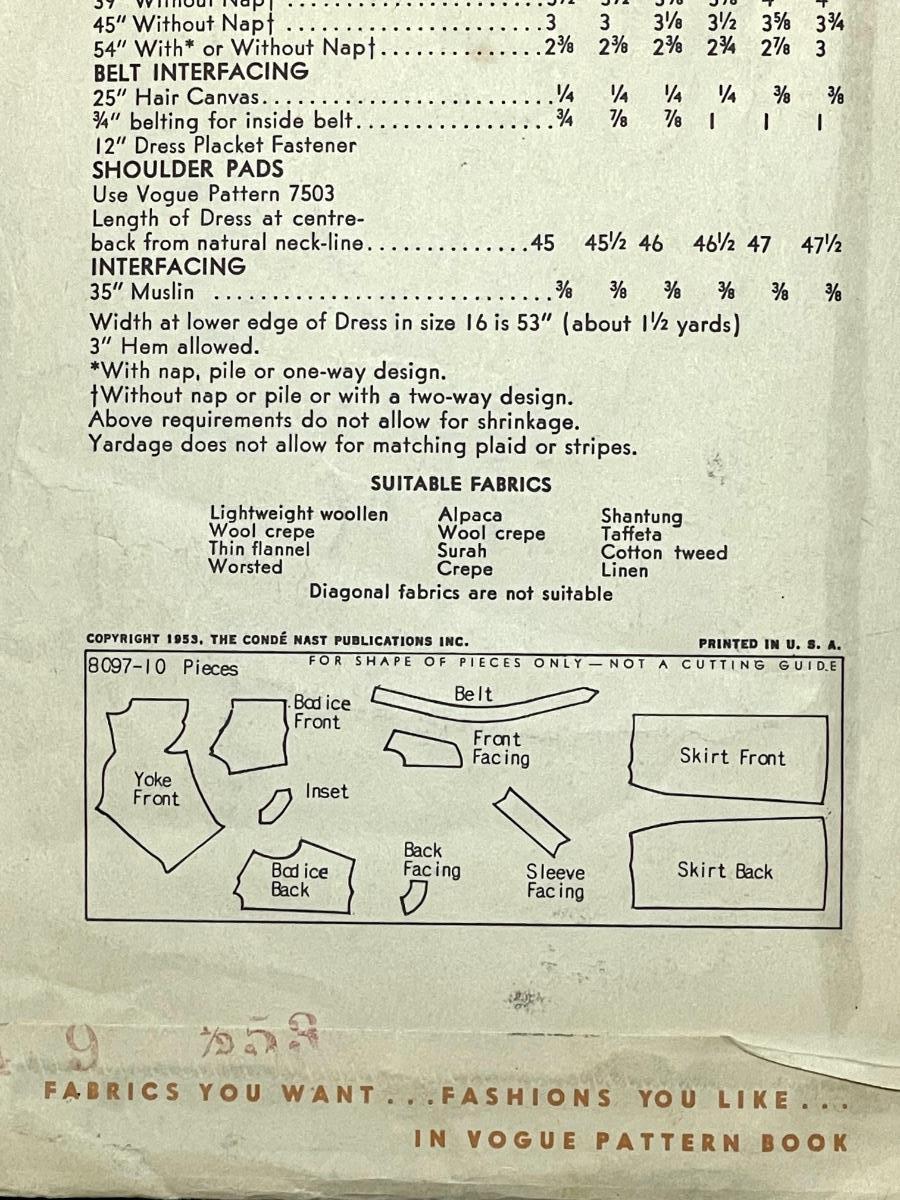 39" Without Nap†
45" Without Nap† ........................ 3 3 3⅛ 3½ 3⅝ 3¾
54" With* or Without Nap†.............. 2⅜ 2⅜ 2⅜ 2¾ 2⅞ 3
BELT INTERFACING
25" Hair Canvas......................... ¼ ¼ ¼ ¼ ⅜ ⅜
¾" belting for inside belt................. ¾ ⅞ ⅞ 1 1 1
12" Dress Placket Fastener
SHOULDER PADS
Use Vogue Pattern 7503
Length of Dress at centre-
back from natural neck-line............. 45 45½ 46 46½ 47 47½
INTERFACING
35" Muslin ............................. ⅜ ⅜ ⅜ ⅜ ⅜ ⅜
Width at lower edge of Dress in size 16 is 53" (about 1½ yards)
3" Hem allowed.
*With nap, pile or one-way design.
†Without nap or pile or with a two-way design.
Above requirements do not allow for shrinkage.
Yardage does not allow for matching plaid or stripes.
SUITABLE FABRICS
Lightweight woollen Alpaca Shantung
Wool crepe Wool crepe Taffeta
Thin flannel Surah Cotton tweed
Worsted Crepe Linen
Diagonal fabrics are not suitable
COPYRIGHT 1953, THE CONDÉ NAST PUBLICATIONS INC. PRINTED IN U. S. A.
8097-10 Pieces FOR SHAPE OF PIECES ONLY—NOT A CUTTING GUIDE
Yoke
Front
Bodice
Front
Belt
Front
Facing
Skirt Front
Inset
Bodice
Back
Back
Facing
Sleeve
Facing
Skirt Back
9
FABRICS YOU WANT...FASHIONS YOU LIKE...
IN VOGUE PATTERN BOOK